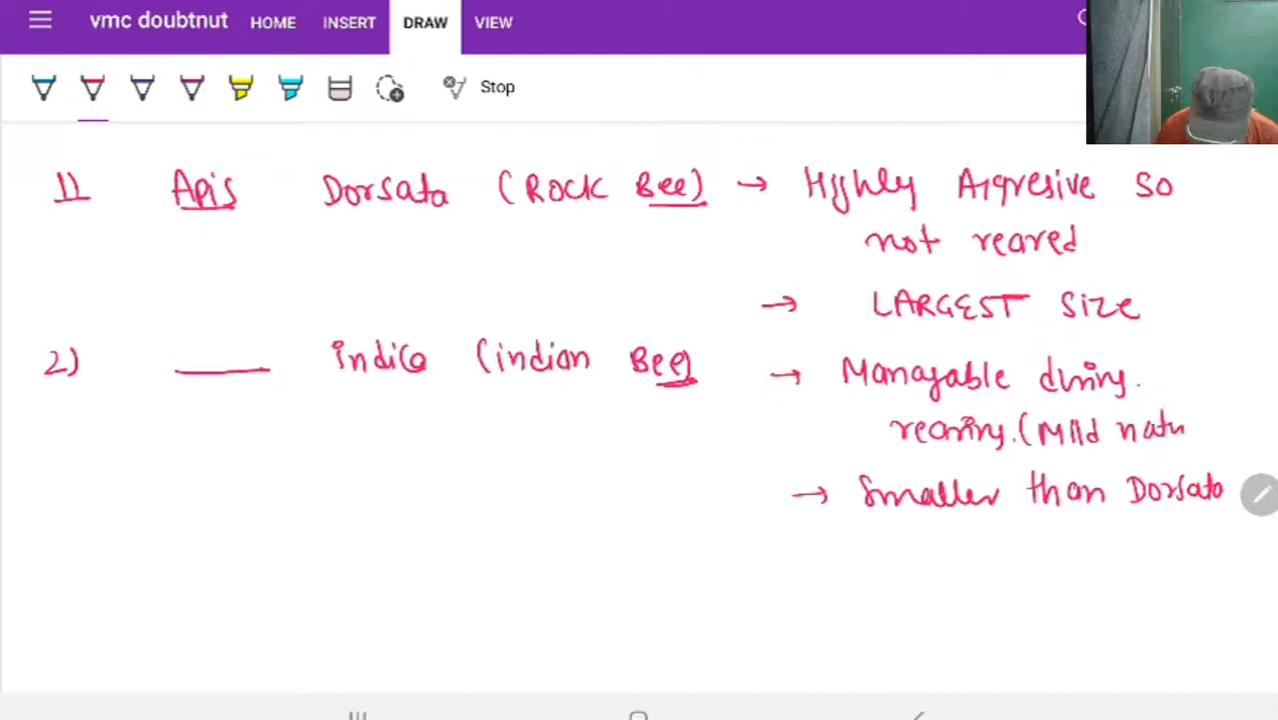 vmc doubtnut HOME INSERT DRAW VIEW
Stop
1) Apis Dorsata (Rock Bee) → Highly Aggresive so
not reared
→ LARGEST Size
2) ____ indica (indian Bee) → Manageable during
rearing. (Mild natu
→ Smaller than Dorsata